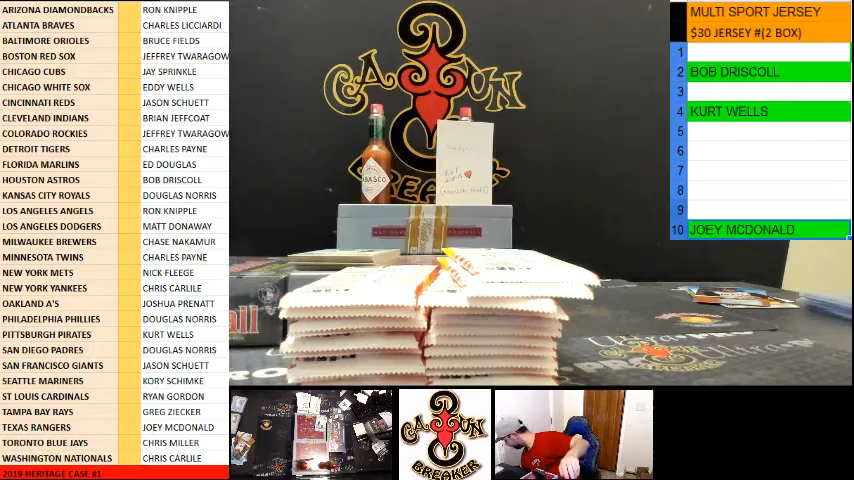 ARIZONA DIAMONDBACKS RON KNIPPLE
ATLANTA BRAVES CHARLES LICCIARDI
BALTIMORE ORIOLES BRUCE FIELDS
BOSTON RED SOX JEFFREY TWARAGOW
CHICAGO CUBS JAY SPRINKLE
CHICAGO WHITE SOX EDDY WELLS
CINCINNATI REDS JASON SCHUETT
CLEVELAND INDIANS BRIAN JEFFCOAT
COLORADO ROCKIES JEFFREY TWARAGOW
DETROIT TIGERS CHARLES PAYNE
FLORIDA MARLINS ED DOUGLAS
HOUSTON ASTROS BOB DRISCOLL
KANSAS CITY ROYALS DOUGLAS NORRIS
LOS ANGELES ANGELS RON KNIPPLE
LOS ANGELES DODGERS MATT DONAWAY
MILWAUKEE BREWERS CHASE NAKAMUR
MINNESOTA TWINS CHARLES PAYNE
NEW YORK METS NICK FLEEGE
NEW YORK YANKEES CHRIS CARLILE
OAKLAND A'S JOSHUA PRENATT
PHILADELPHIA PHILLIES DOUGLAS NORRIS
PITTSBURGH PIRATES KURT WELLS
SAN DIEGO PADRES DOUGLAS NORRIS
SAN FRANCISCO GIANTS JASON SCHUETT
SEATTLE MARINERS KORY SCHIMKE
ST LOUIS CARDINALS RYAN GORDON
TAMPA BAY RAYS GREG ZIECKER
TEXAS RANGERS JOEY MCDONALD
TORONTO BLUE JAYS CHRIS MILLER
WASHINGTON NATIONALS CHRIS CARLILE
2019 HERITAGE CASE #1
CAJUN
BREAKER
CAJUN
BREAKER
MULTI SPORT JERSEY
$30 JERSEY #(2 BOX)
1
2 BOB DRISCOLL
3
4 KURT WELLS
5
6
7
8
9
10 JOEY MCDONALD